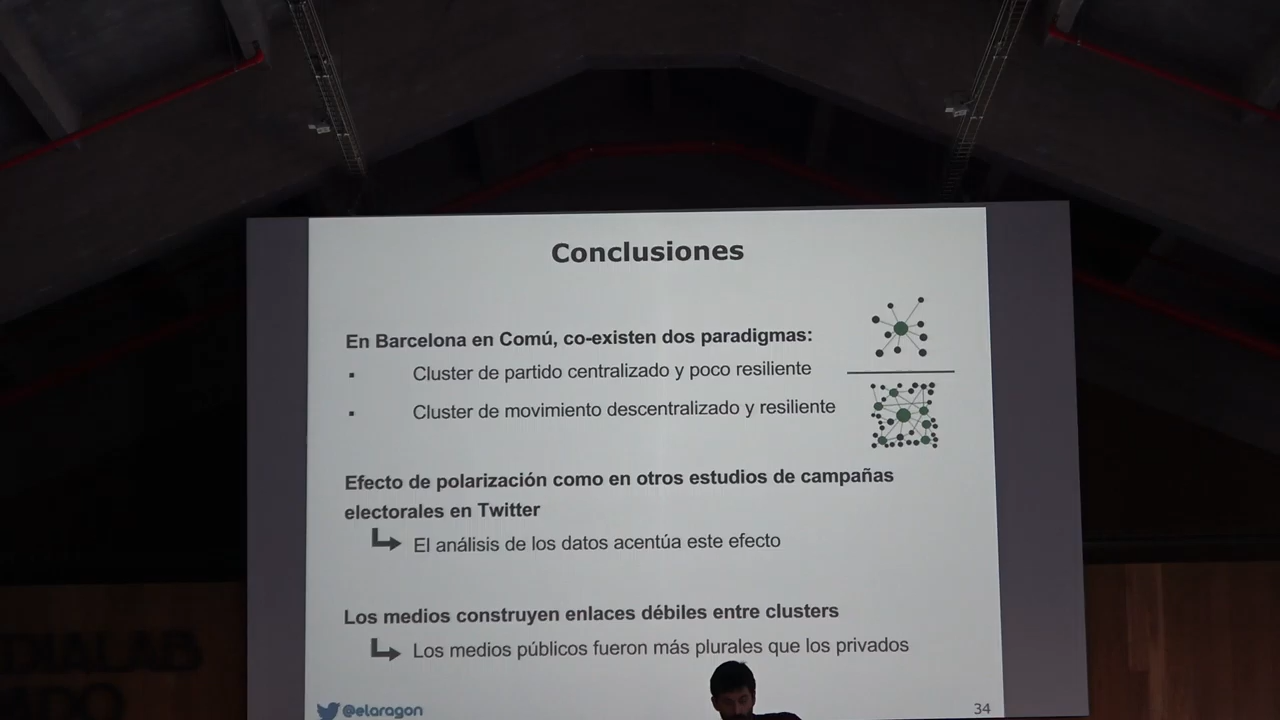 Conclusiones
En Barcelona en Comú, co-existen dos paradigmas:
▪ Cluster de partido centralizado y poco resiliente
▪ Cluster de movimiento descentralizado y resiliente
Efecto de polarización como en otros estudios de campañas
electorales en Twitter
El análisis de los datos acentúa este efecto
Los medios construyen enlaces débiles entre clusters
Los medios públicos fueron más plurales que los privados
@elaragon
34
DIALAB
ADO